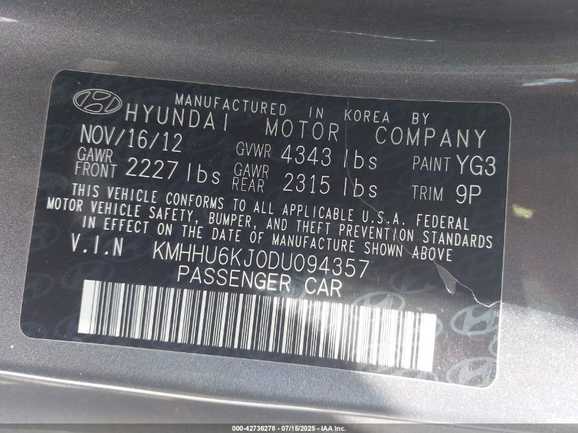 MANUFACTURED IN KOREA BY
HYUNDAI MOTOR COMPANY
NOV/16/12
GVWR 4343 lbs
PAINT YG3
GAWR FRONT 2227 lbs
GAWR REAR 2315 lbs
TRIM 9P
THIS VEHICLE CONFORMS TO ALL APPLICABLE U.S.A. FEDERAL
MOTOR VEHICLE SAFETY, BUMPER, AND THEFT PREVENTION STANDARDS
IN EFFECT ON THE DATE OF MANUFACTURE SHOWN ABOVE
V.I.N KMHHU6KJ0DU094357
PASSENGER CAR
000-42736278 - 07/15/2025 - IAA Inc.